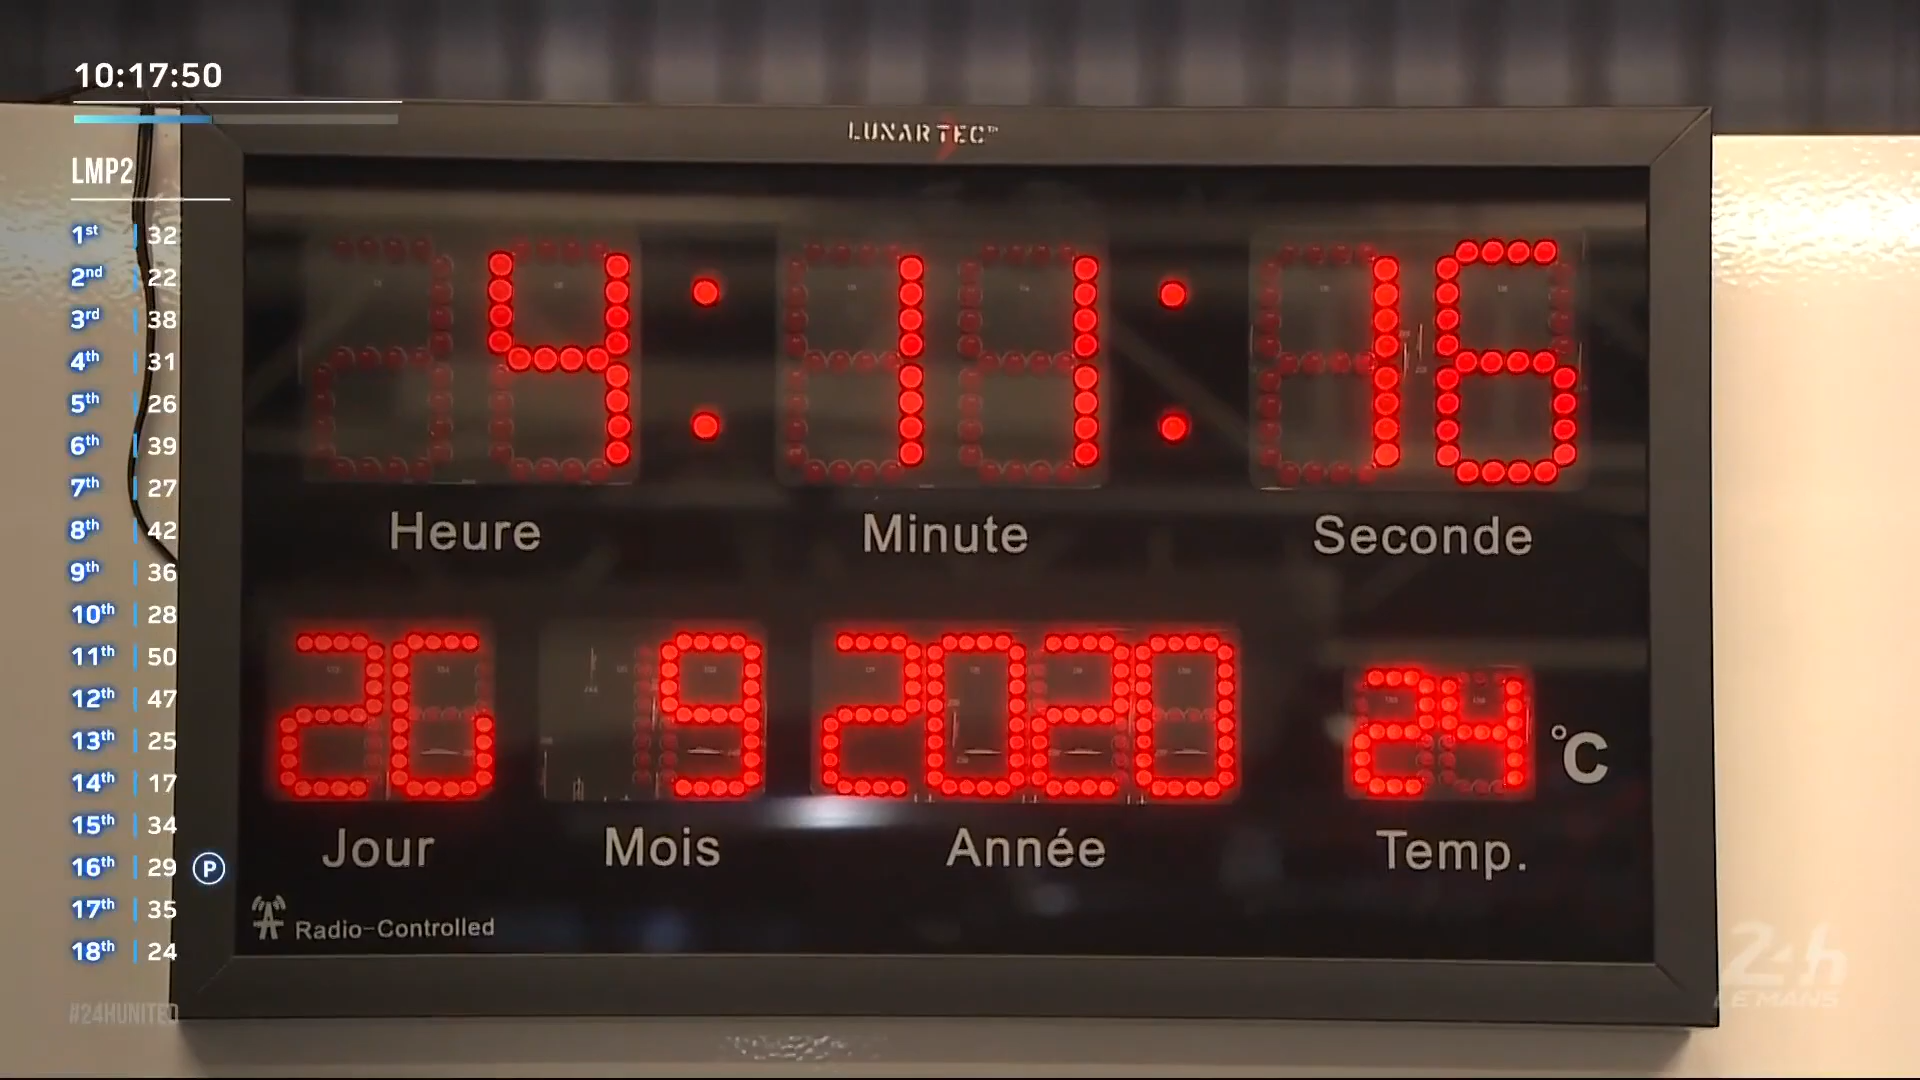 10:17:50
LMP2
1st 32
2nd 22
3rd 38
4th 31
5th 26
6th 39
7th 27
8th 42
9th 36
10th 28
11th 50
12th 47
13th 25
14th 17
15th 34
16th 29 P
17th 35
18th 24
#24HUNITED
LUNARTEC™
4:11:16
Heure Minute Seconde
20 9 2020 24 °C
Jour Mois Année Temp.
Radio-Controlled
24h
LE MANS